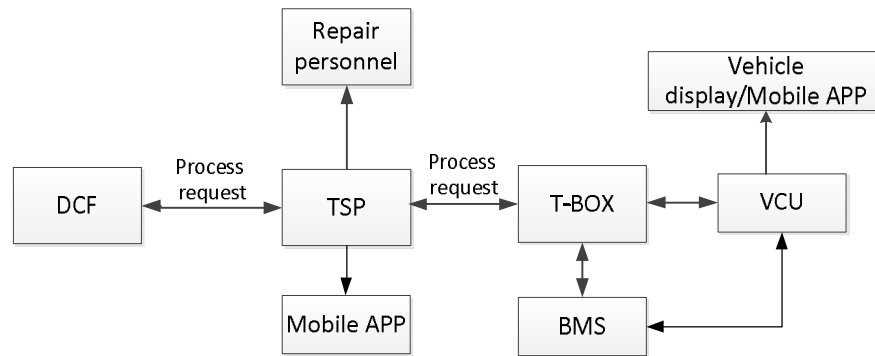 Repair
personnel
Vehicle
display/Mobile APP
Process
request
Process
request
DCF
TSP
T-BOX
VCU
Mobile APP
BMS